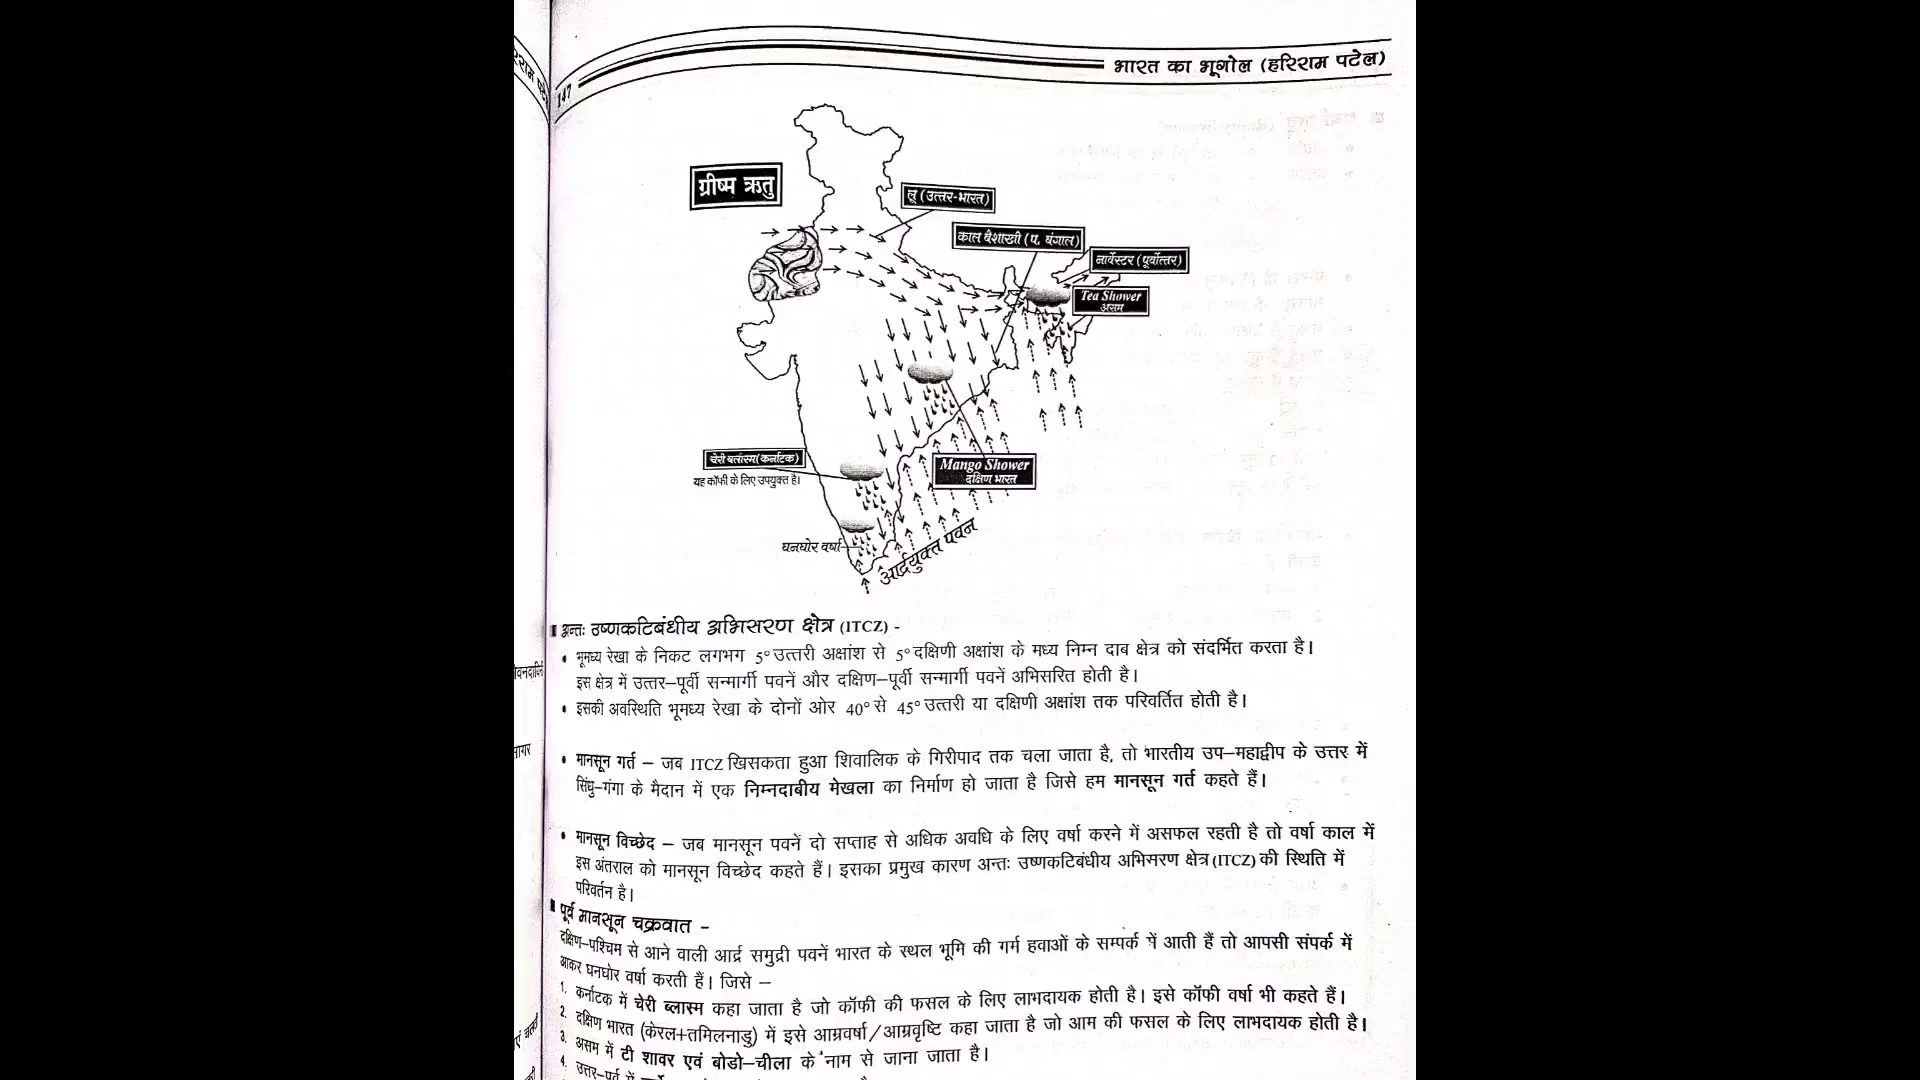 भारत का भूगोल (हरिराम पटेल)
147
ग्रीष्म ऋतु
लू (उत्तर-भारत)
काल बैशाखी (प. बंगाल)
नार्वेस्टर (पूर्वोत्तर)
Tea Shower
असम
चेरी ब्लास्म (कर्नाटक)
यह कॉफी के लिए उपयुक्त है।
Mango Shower
दक्षिण भारत
घनघोर वर्षा
आर्द्रयुक्त पवन
अन्तः उष्णकटिबंधीय अभिसरण क्षेत्र (ITCZ) -
• भूमध्य रेखा के निकट लगभग 5° उत्तरी अक्षांश से 5° दक्षिणी अक्षांश के मध्य निम्न दाब क्षेत्र को संदर्भित करता है।
इस क्षेत्र में उत्तर–पूर्वी सन्मार्गी पवनें और दक्षिण–पूर्वी सन्मार्गी पवनें अभिसरित होती है।
• इसकी अवस्थिति भूमध्य रेखा के दोनों ओर 40° से 45° उत्तरी या दक्षिणी अक्षांश तक परिवर्तित होती है।
• मानसून गर्त – जब ITCZ खिसकता हुआ शिवालिक के गिरीपाद तक चला जाता है, तो भारतीय उप–महाद्वीप के उत्तर में
सिंधु–गंगा के मैदान में एक निम्नदाबीय मेखला का निर्माण हो जाता है जिसे हम मानसून गर्त कहते हैं।
• मानसून विच्छेद – जब मानसून पवनें दो सप्ताह से अधिक अवधि के लिए वर्षा करने में असफल रहती है तो वर्षा काल में
इस अंतराल को मानसून विच्छेद कहते हैं। इसका प्रमुख कारण अन्तः उष्णकटिबंधीय अभिसरण क्षेत्र (ITCZ) की स्थिति में
परिवर्तन है।
पूर्व मानसून चक्रवात -
दक्षिण–पश्चिम से आने वाली आर्द्र समुद्री पवनें भारत के स्थल भूमि की गर्म हवाओं के सम्पर्क में आती हैं तो आपसी संपर्क में
आकर घनघोर वर्षा करती हैं। जिसे –
1. कर्नाटक में चेरी ब्लास्म कहा जाता है जो कॉफी की फसल के लिए लाभदायक होती है। इसे कॉफी वर्षा भी कहते हैं।
2. दक्षिण भारत (केरल+तमिलनाडु) में इसे आम्रवर्षा/आम्रवृष्टि कहा जाता है जो आम की फसल के लिए लाभदायक होती है।
3. असम में टी शावर एवं बोडो–चीला के नाम से जाना जाता है।
4. उत्तर–पूर्व में